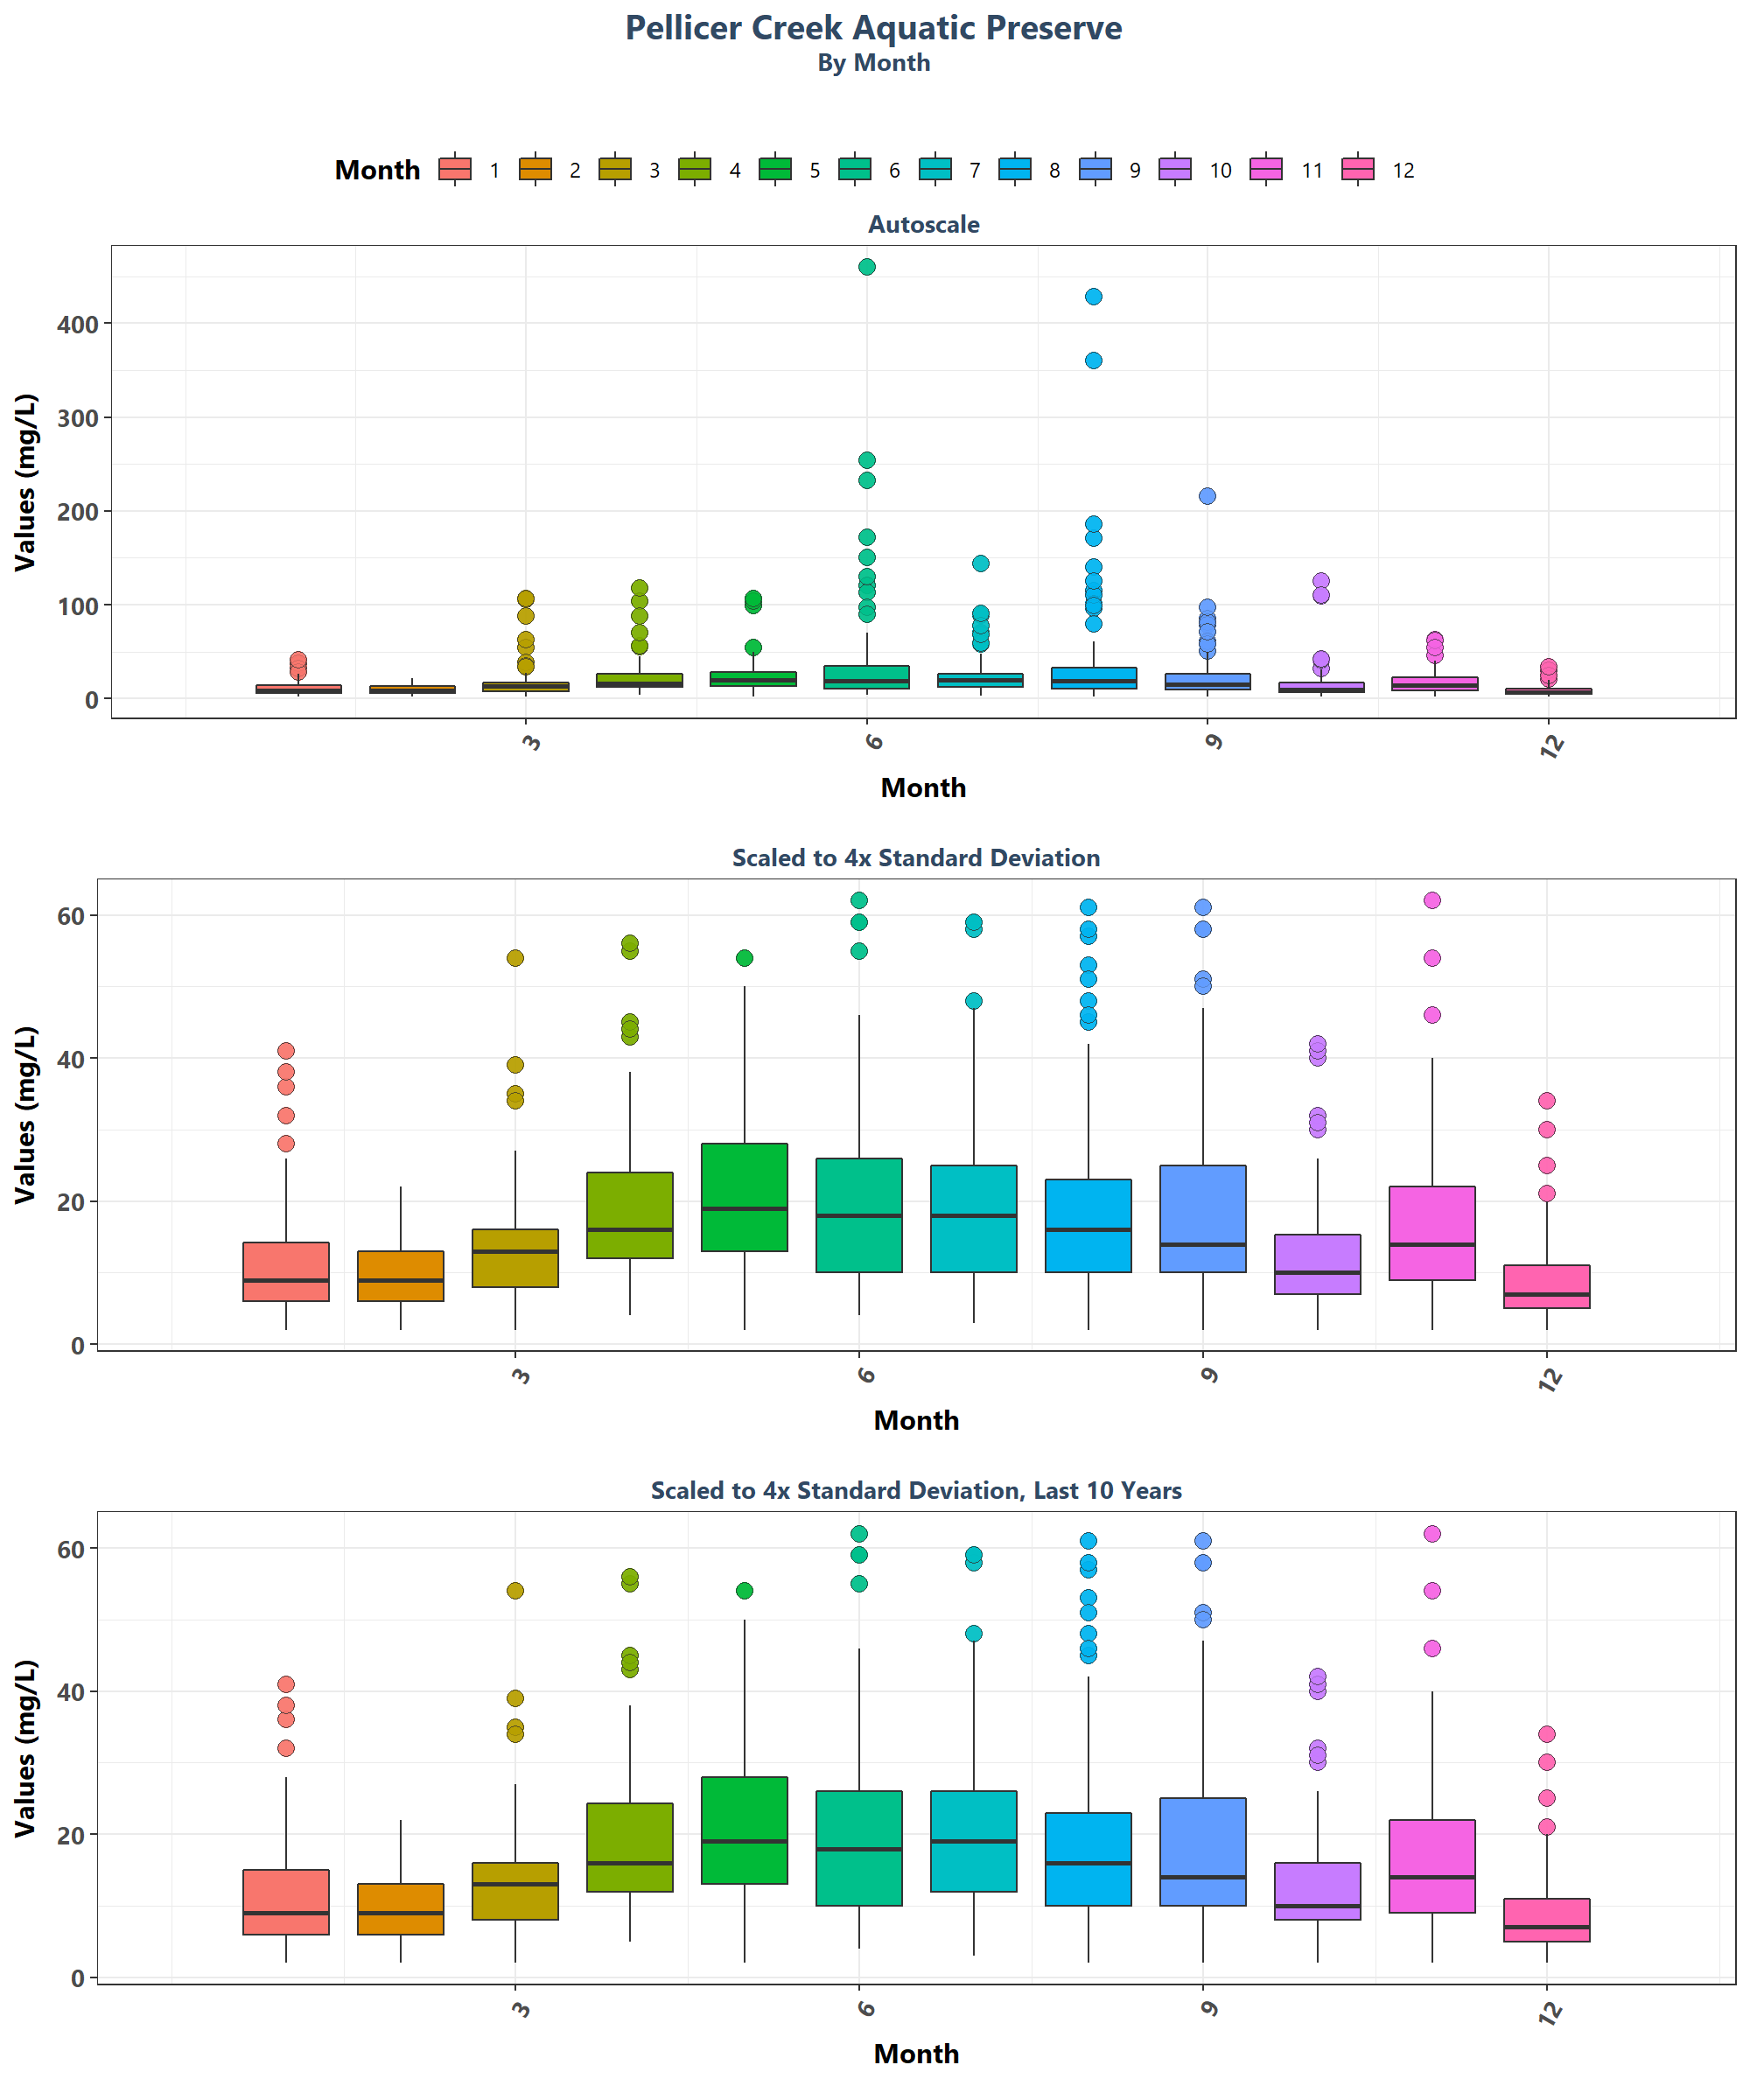 Pellicer Creek Aquatic Preserve
By Month
Month 1 2 3 4 5 6 7 8 9 10 11 12
Autoscale
Values (mg/L)
400
300
200
100
0
3 6 9 12
Month
Scaled to 4x Standard Deviation
Values (mg/L)
60
40
20
0
3 6 9 12
Month
Scaled to 4x Standard Deviation, Last 10 Years
Values (mg/L)
60
40
20
0
3 6 9 12
Month